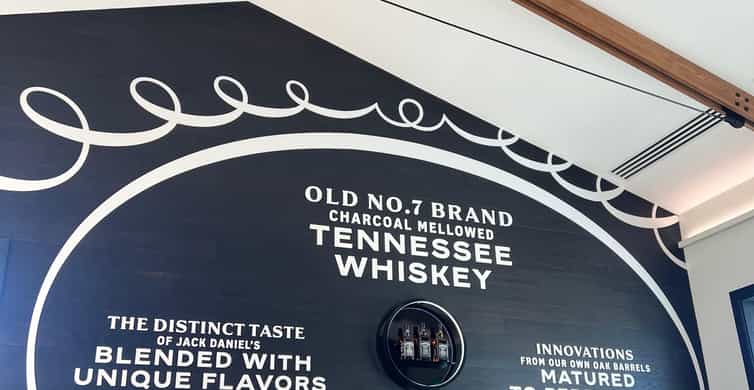 OLD NO.7 BRAND
CHARCOAL MELLOWED
TENNESSEE
WHISKEY
THE DISTINCT TASTE
OF JACK DANIEL'S
BLENDED WITH
UNIQUE FLAVORS
INNOVATIONS
FROM OUR OWN OAK BARRELS
MATURED